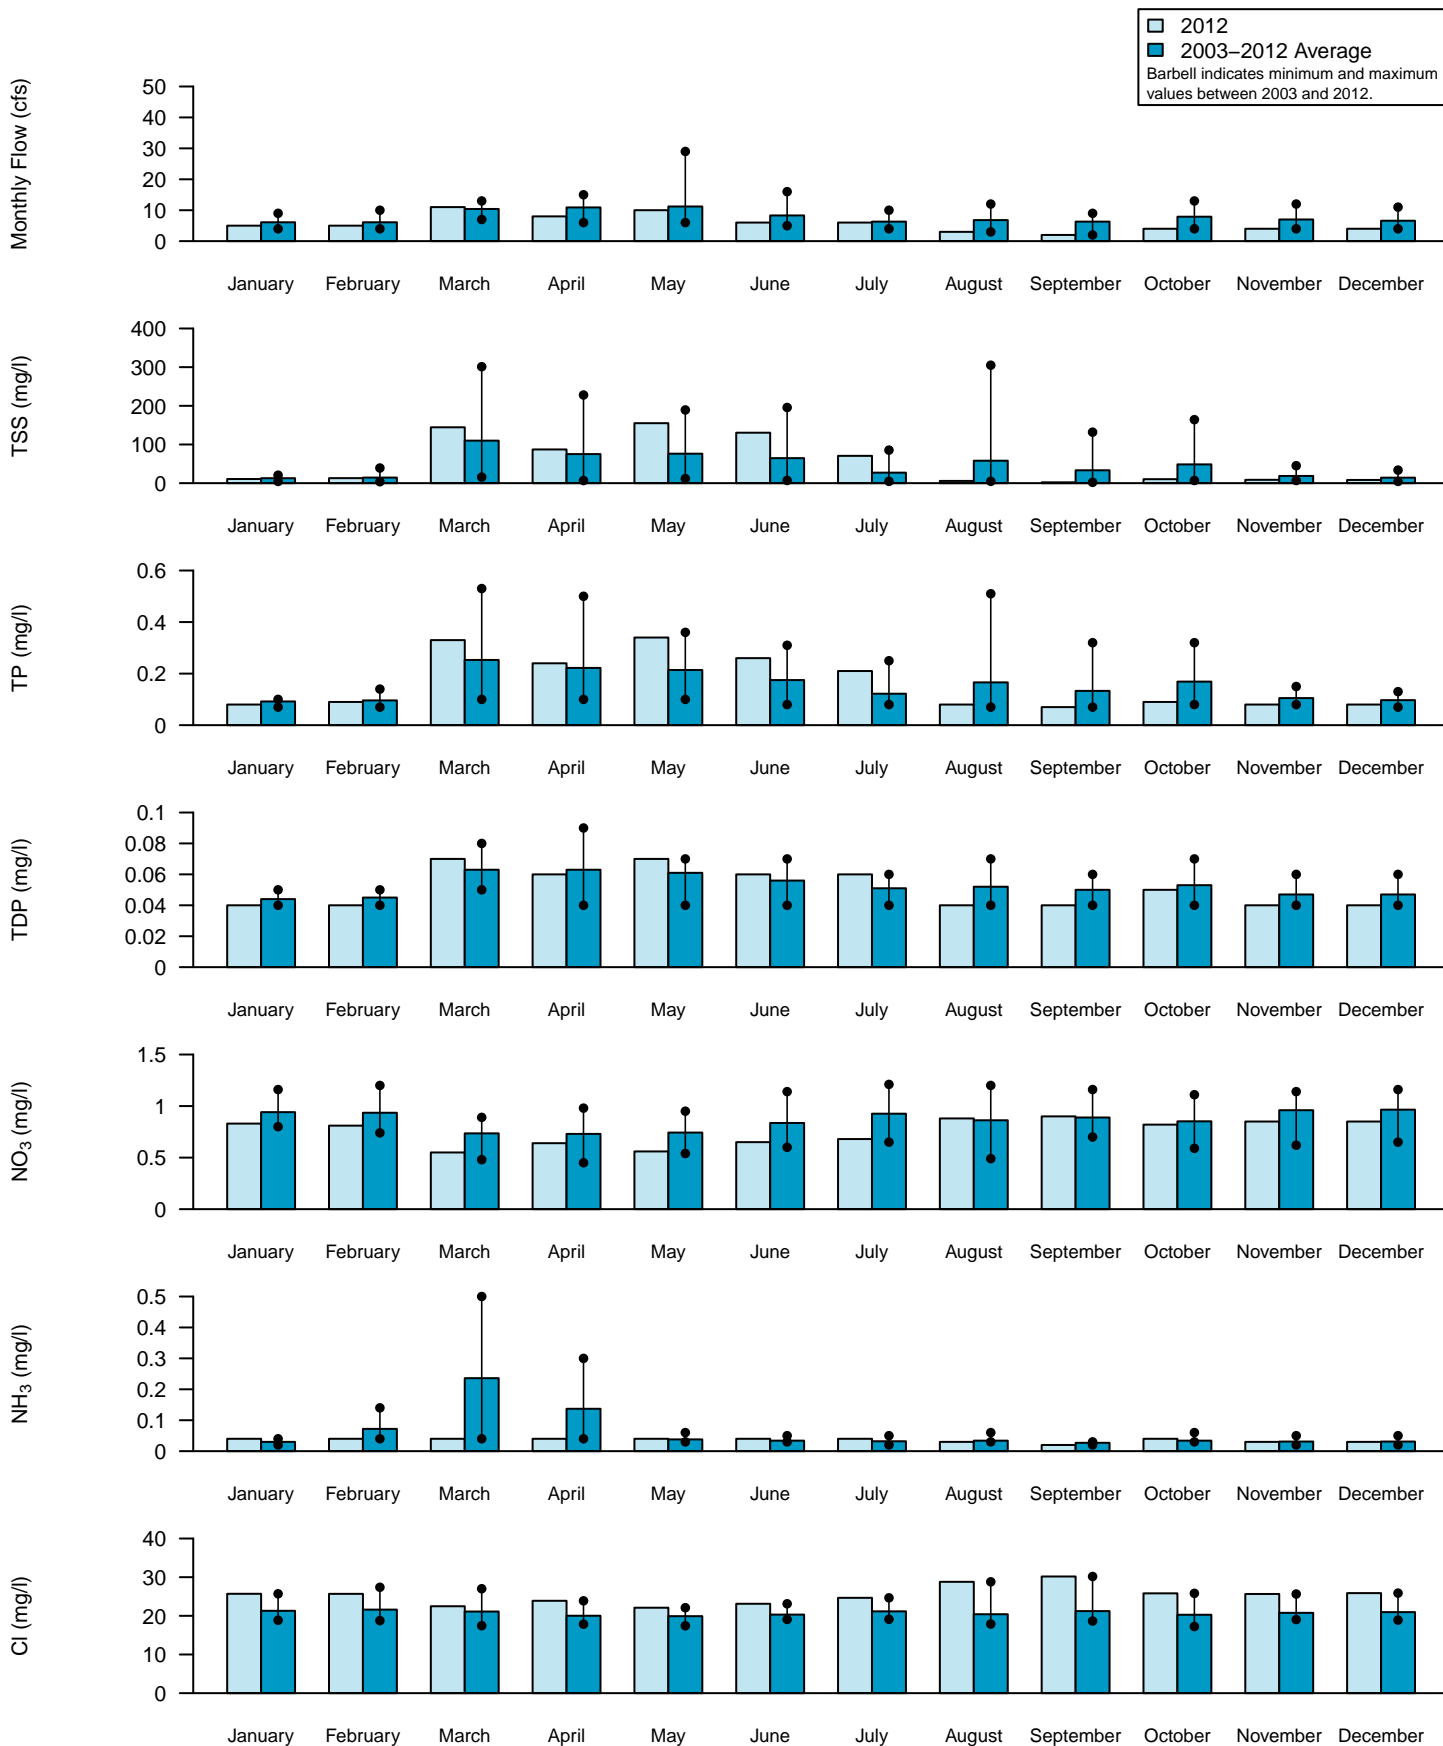 2012
2003–2012 Average
Barbell indicates minimum and maximum
values between 2003 and 2012.
Monthly Flow (cfs)
50
40
30
20
10
0
January February March April May June July August September October November December
TSS (mg/l)
400
300
200
100
0
January February March April May June July August September October November December
TP (mg/l)
0.6
0.4
0.2
0
January February March April May June July August September October November December
TDP (mg/l)
0.1
0.08
0.06
0.04
0.02
0
January February March April May June July August September October November December
NO3 (mg/l)
1.5
1
0.5
0
January February March April May June July August September October November December
NH3 (mg/l)
0.5
0.4
0.3
0.2
0.1
0
January February March April May June July August September October November December
Cl (mg/l)
40
30
20
10
0
January February March April May June July August September October November December